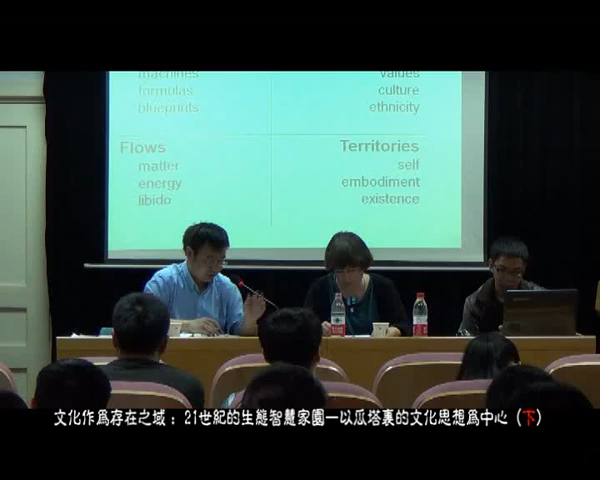 machines
formulas
blueprints
values
culture
ethnicity
Flows
matter
energy
libido
Territories
self
embodiment
existence
文化作爲存在之域：21世紀的生態智慧家園—以瓜塔裏的文化思想爲中心（下）